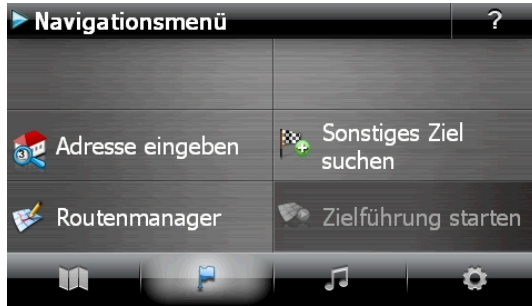 Navigationsmenü
?
Adresse eingeben
Sonstiges Ziel
suchen
Routenmanager
Zielführung starten